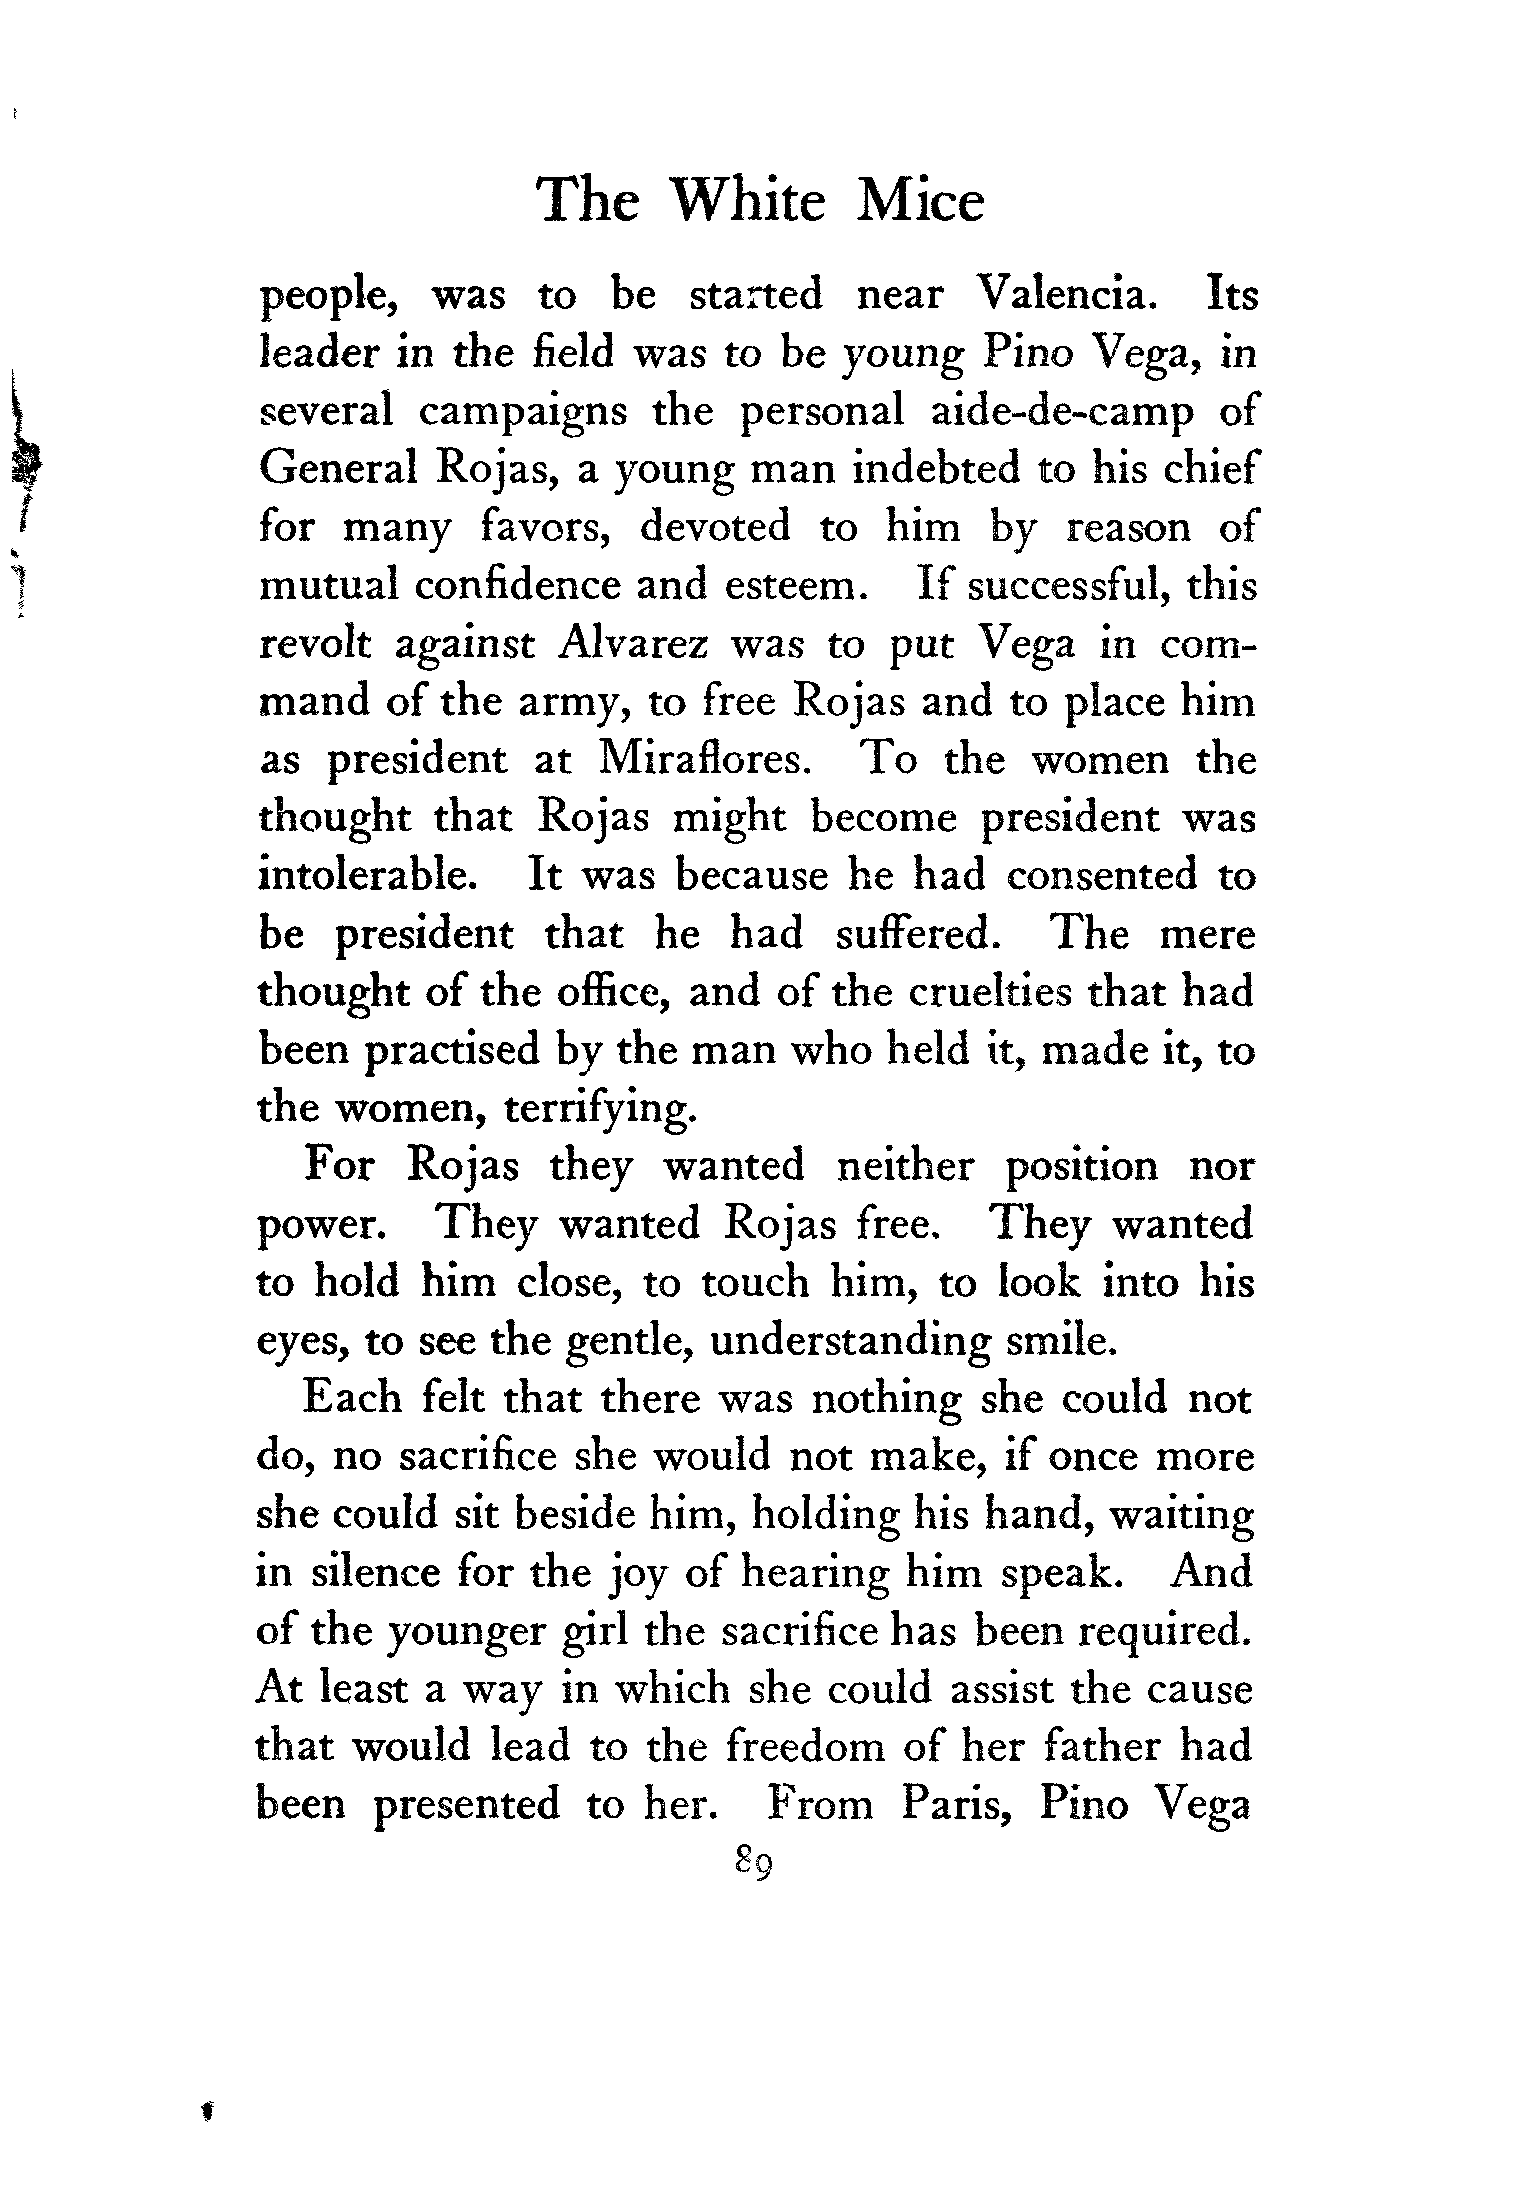 The White Mice
people, was to be started near Valencia. Its
leader in the field was to be young Pino Vega, in
several campaigns the personal aide-de-camp of
General Rojas, a young man indebted to his chief
for many favors, devoted to him by reason of
mutual confidence and esteem. If successful, this
revolt against Alvarez was to put Vega in com-
mand of the army, to free Rojas and to place him
as president at Miraflores. To the women the
thought that Rojas might become president was
intolerable. It was because he had consented to
be president that he had suffered. The mere
thought of the office, and of the cruelties that had
been practised by the man who held it, made it, to
the women, terrifying.
For Rojas they wanted neither position nor
power. They wanted Rojas free. They wanted
to hold him close, to touch him, to look into his
eyes, to see the gentle, understanding smile.
Each felt that there was nothing she could not
do, no sacrifice she would not make, if once more
she could sit beside him, holding his hand, waiting
in silence for the joy of hearing him speak. And
of the younger girl the sacrifice has been required.
At least a way in which she could assist the cause
that would lead to the freedom of her father had
been presented to her. From Paris, Pino Vega
89